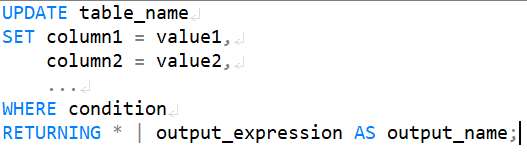 UPDATE table_name
SET column1 = value1,
    column2 = value2,
    ...
WHERE condition
RETURNING * | output_expression AS output_name;